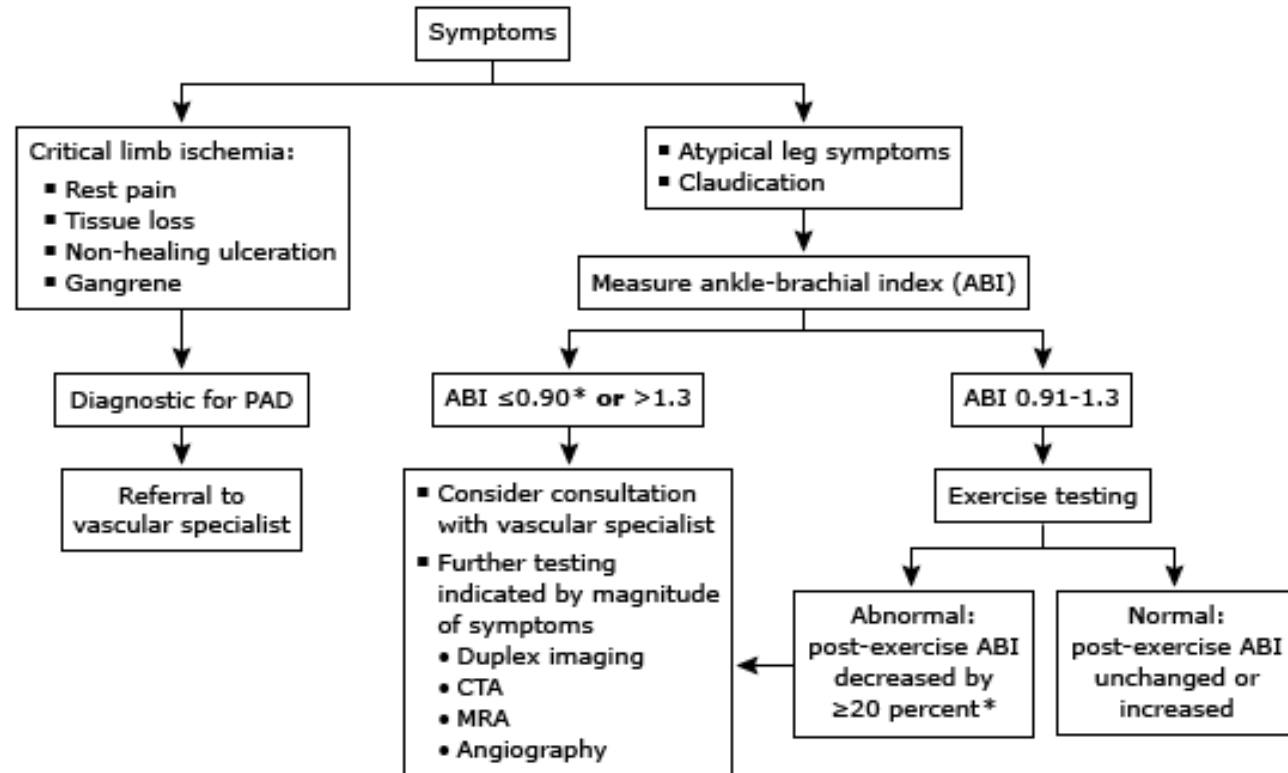 Symptoms
Critical limb ischemia:
▪ Rest pain
▪ Tissue loss
▪ Non-healing ulceration
▪ Gangrene
Diagnostic for PAD
Referral to
vascular specialist
▪ Atypical leg symptoms
▪ Claudication
Measure ankle-brachial index (ABI)
ABI ≤0.90* or >1.3
▪ Consider consultation
with vascular specialist
▪ Further testing
indicated by magnitude
of symptoms
• Duplex imaging
• CTA
• MRA
• Angiography
ABI 0.91-1.3
Exercise testing
Abnormal:
post-exercise ABI
decreased by
≥20 percent*
Normal:
post-exercise ABI
unchanged or
increased